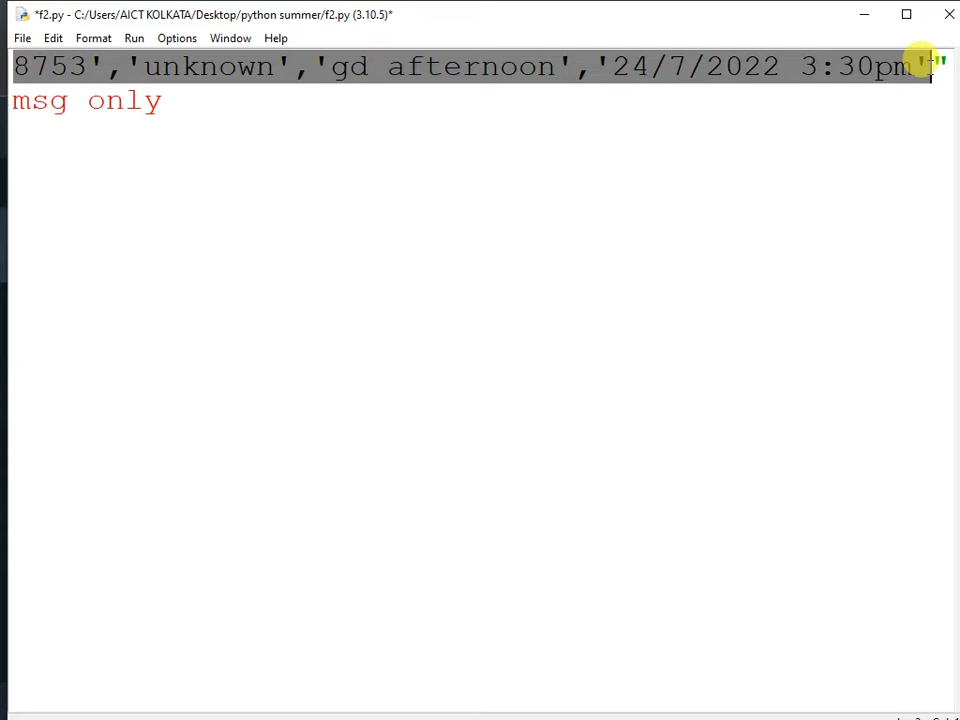 *f2.py - C:/Users/AICT KOLKATA/Desktop/python summer/f2.py (3.10.5)*
File Edit Format Run Options Window Help
8753','unknown','gd afternoon','24/7/2022 3:30pm'"
msg only